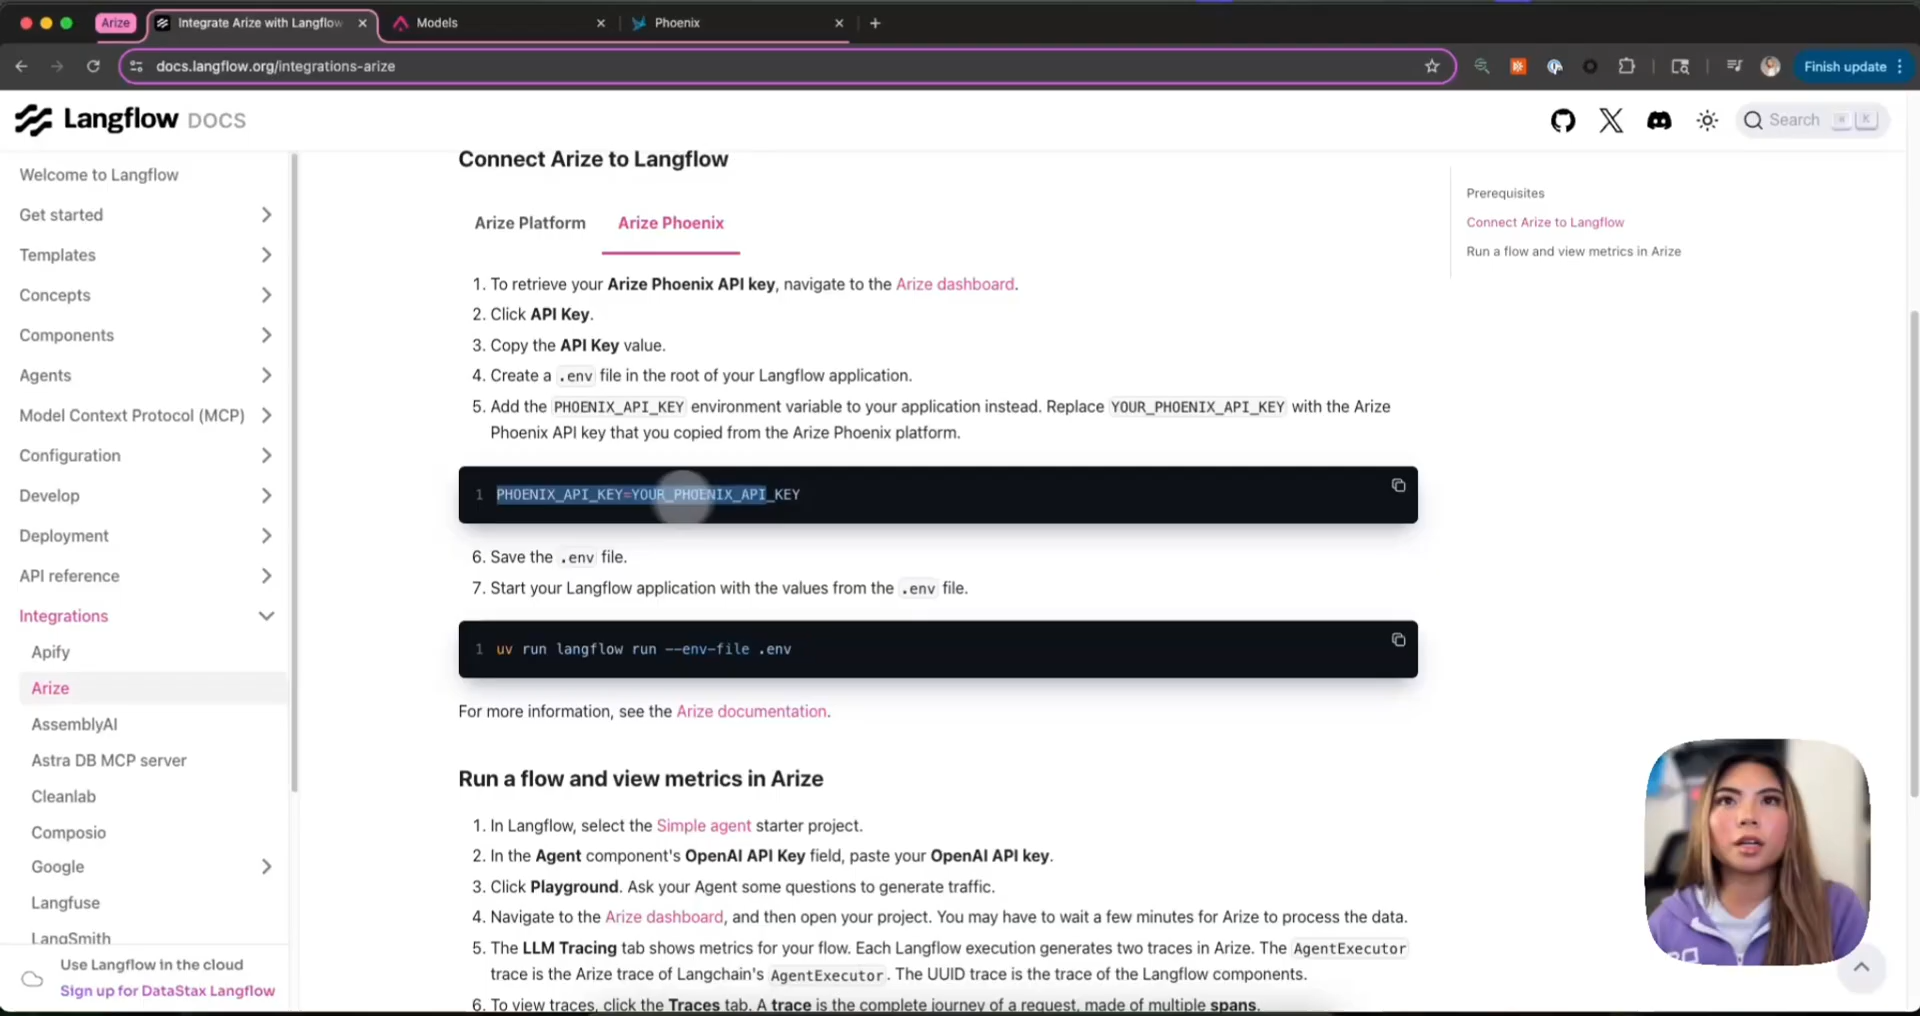 Arize
Integrate Arize with Langflow
Models
Phoenix
docs.langflow.org/integrations-arize
Finish update
Langflow DOCS
Search
K
Welcome to Langflow
Get started
Templates
Concepts
Components
Agents
Model Context Protocol (MCP)
Configuration
Develop
Deployment
API reference
Integrations
Apify
Arize
AssemblyAI
Astra DB MCP server
Cleanlab
Composio
Google
Langfuse
LangSmith
Use Langflow in the cloud
Sign up for DataStax Langflow
Connect Arize to Langflow
Arize Platform
Arize Phoenix
1. To retrieve your Arize Phoenix API key, navigate to the Arize dashboard.
2. Click API Key.
3. Copy the API Key value.
4. Create a .env file in the root of your Langflow application.
5. Add the PHOENIX_API_KEY environment variable to your application instead. Replace YOUR_PHOENIX_API_KEY with the Arize
Phoenix API key that you copied from the Arize Phoenix platform.
1 PHOENIX_API_KEY=YOUR_PHOENIX_API_KEY
6. Save the .env file.
7. Start your Langflow application with the values from the .env file.
1 uv run langflow run --env-file .env
For more information, see the Arize documentation.
Run a flow and view metrics in Arize
1. In Langflow, select the Simple agent starter project.
2. In the Agent component's OpenAI API Key field, paste your OpenAI API key.
3. Click Playground. Ask your Agent some questions to generate traffic.
4. Navigate to the Arize dashboard, and then open your project. You may have to wait a few minutes for Arize to process the data.
5. The LLM Tracing tab shows metrics for your flow. Each Langflow execution generates two traces in Arize. The AgentExecutor
trace is the Arize trace of Langchain's AgentExecutor. The UUID trace is the trace of the Langflow components.
6. To view traces, click the Traces tab. A trace is the complete journey of a request, made of multiple spans.
Prerequisites
Connect Arize to Langflow
Run a flow and view metrics in Arize